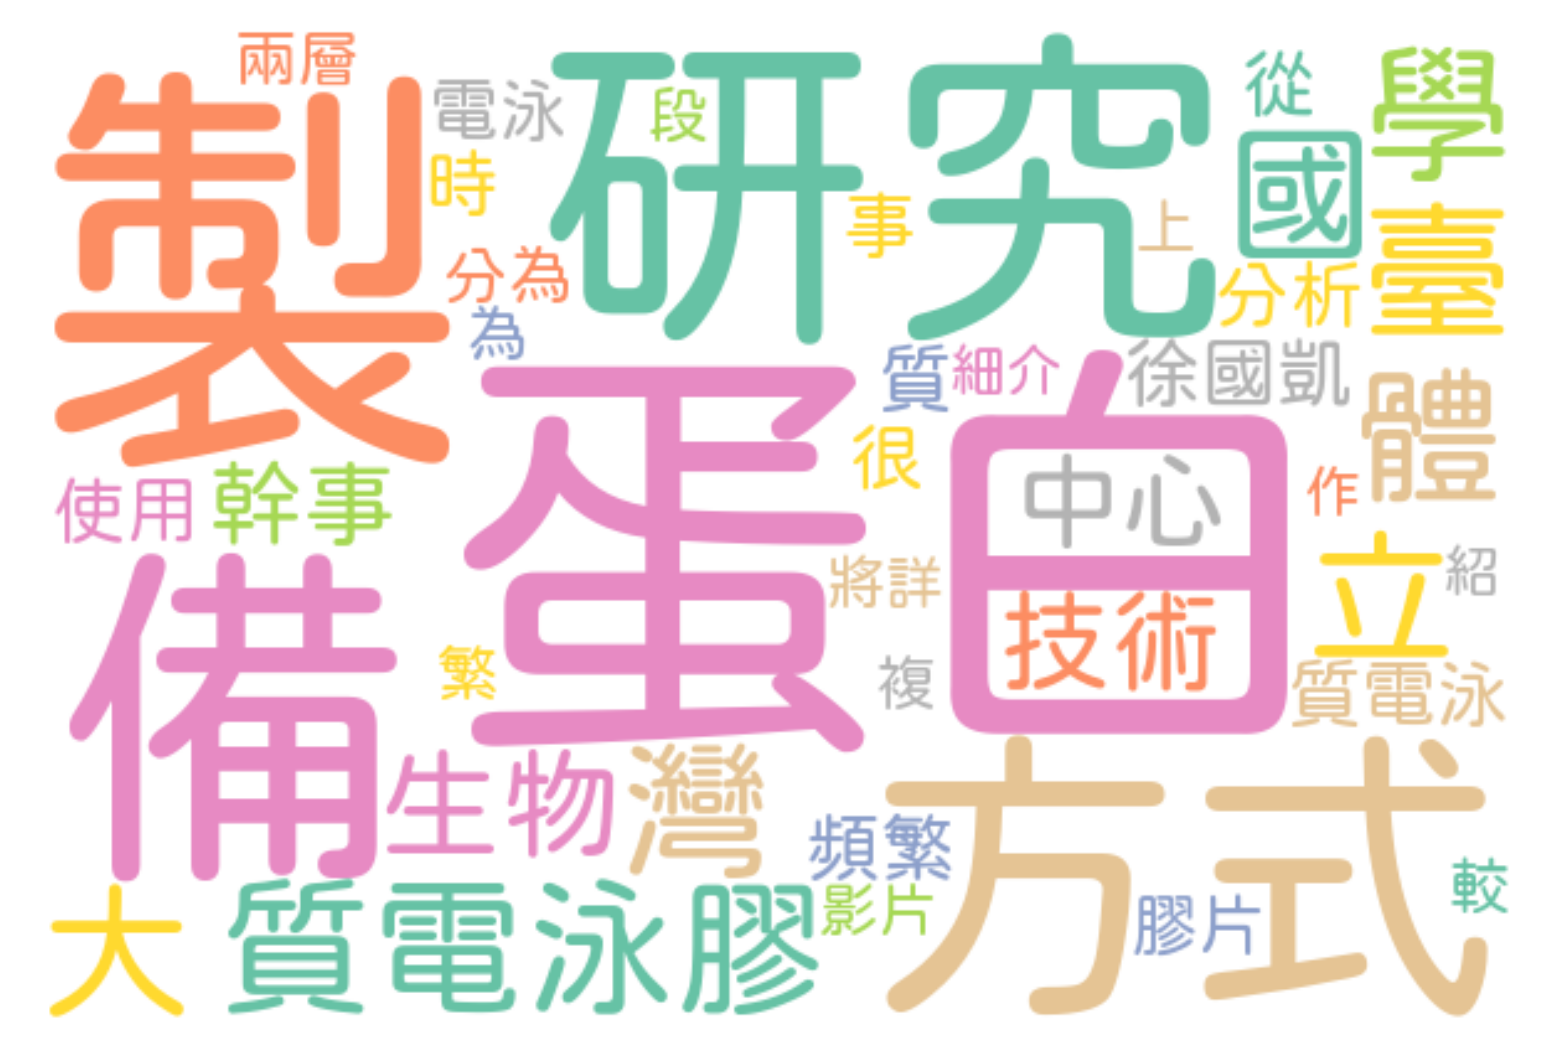 兩層
製
電泳
時
研究
段
分為
為
事
上
從
國
學
臺
分析
蛋白
質
細介
徐國凱
很
中心
體
作
使用
幹事
備
將詳
技術
立
紹
繁
複
質電泳
生物
灣
方式
頻繁
大
質電泳膠
影片
膠片
較